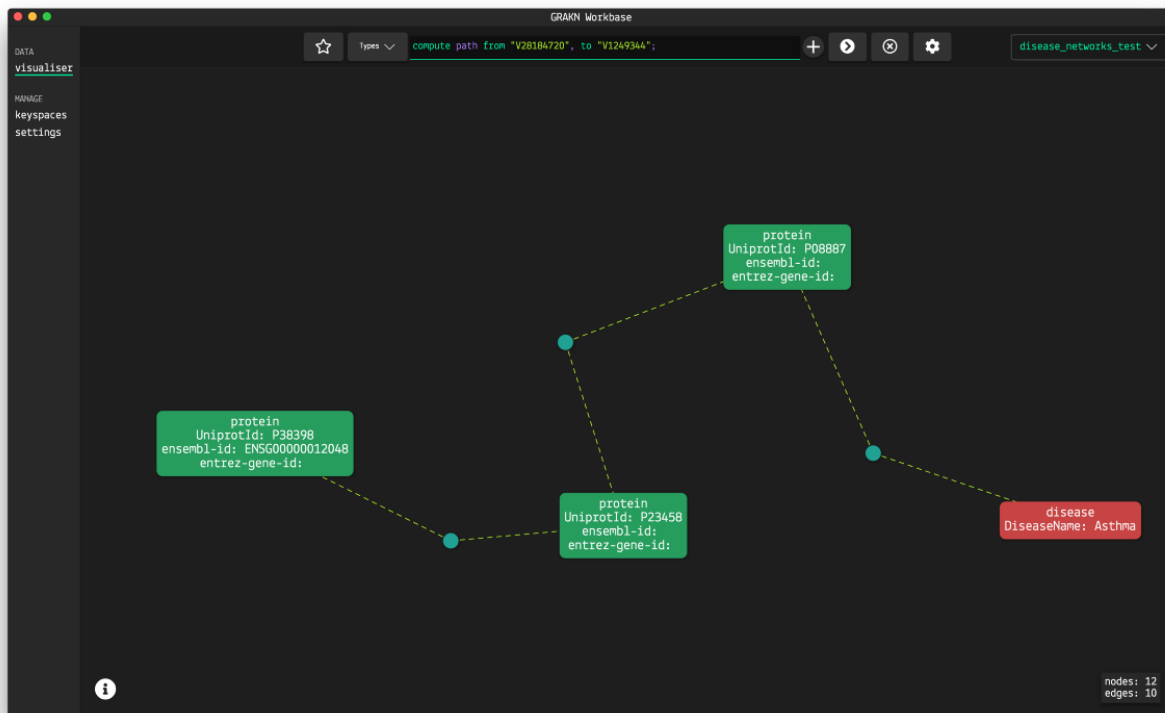 GRAKN Workbase
DATA
visualiser
MANAGE
keyspaces
settings
Types
compute path from "V28184720", to "V1249344";
disease_networks_test
protein
UniprotId: P08887
ensembl-id:
entrez-gene-id:
protein
UniprotId: P38398
ensembl-id: ENSG00000012048
entrez-gene-id:
protein
UniprotId: P23458
ensembl-id:
entrez-gene-id:
disease
DiseaseName: Asthma
nodes: 12
edges: 10